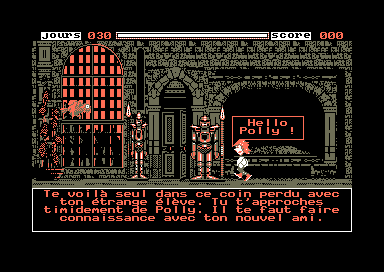 jours 030 score 000
Hello
Polly !
Te voilà seul dans ce coin perdu avec
ton étrange élève. Tu t'approches
timidement de Polly. Il te faut faire
connaissance avec ton nouvel ami.